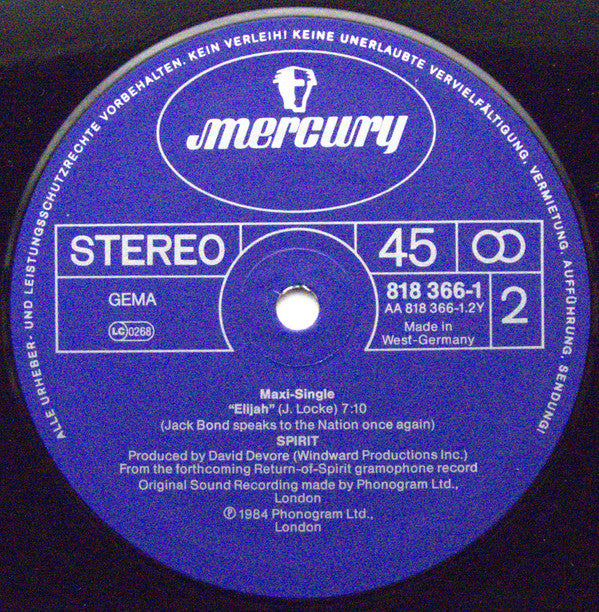 ALLE URHEBER- UND LEISTUNGSSCHUTZRECHTE VORBEHALTEN. KEIN VERLEIH! KEINE UNERLAUBTE VERVIELFÄLTIGUNG, VERMIETUNG, AUFFÜHRUNG, SENDUNG!
mercury
STEREO
45
GEMA
LC 0268
818 366-1
AA 818 366-1.2Y
Made in
West-Germany
2
Maxi-Single
"Elijah" (J. Locke) 7:10
(Jack Bond speaks to the Nation once again)
SPIRIT
Produced by David Devore (Windward Productions Inc.)
From the forthcoming Return-of-Spirit gramophone record
Original Sound Recording made by Phonogram Ltd.,
London
℗ 1984 Phonogram Ltd.,
London